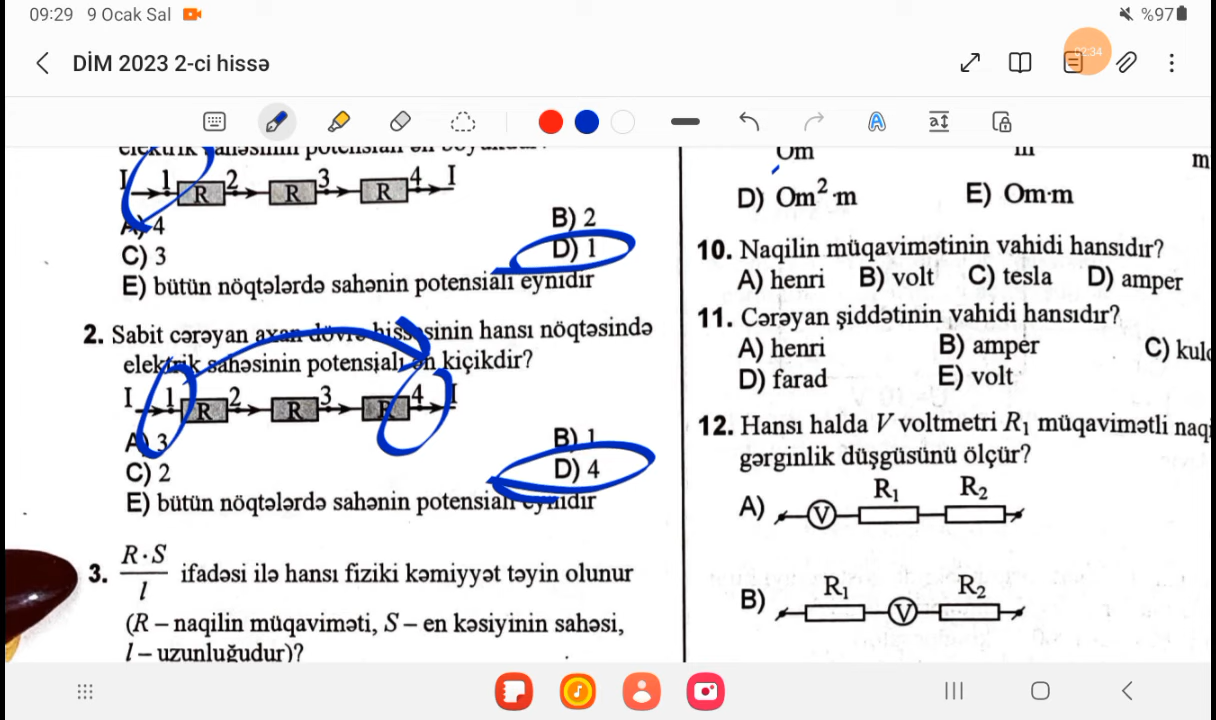 09:29 9 Ocak Sal
%97
DİM 2023 2-ci hissə
02:34
I 1 R 2 R 3 R 4 I
A) 4
B) 2
C) 3
D) 1
E) bütün nöqtələrdə sahənin potensialı eynidir
2. Sabit cərəyan axan dövrə hissəsinin hansı nöqtəsində
elektrik sahəsinin potensialı ən kiçikdir?
I 1 R 2 R 3 R 4 I
A) 3
B) 1
C) 2
D) 4
E) bütün nöqtələrdə sahənin potensialı eynidir
3. R·S / l ifadəsi ilə hansı fiziki kəmiyyət təyin olunur
(R – naqilin müqaviməti, S – en kəsiyinin sahəsi,
l – uzunluğudur)?
Om m m
D) Om²·m E) Om·m
10. Naqilin müqavimətinin vahidi hansıdır?
A) henri B) volt C) tesla D) amper
11. Cərəyan şiddətinin vahidi hansıdır?
A) henri B) amper C) kulo
D) farad E) volt
12. Hansı halda V voltmetri R₁ müqavimətli naqi
gərginlik düşgüsünü ölçür?
A) V R₁ R₂
B) R₁ V R₂